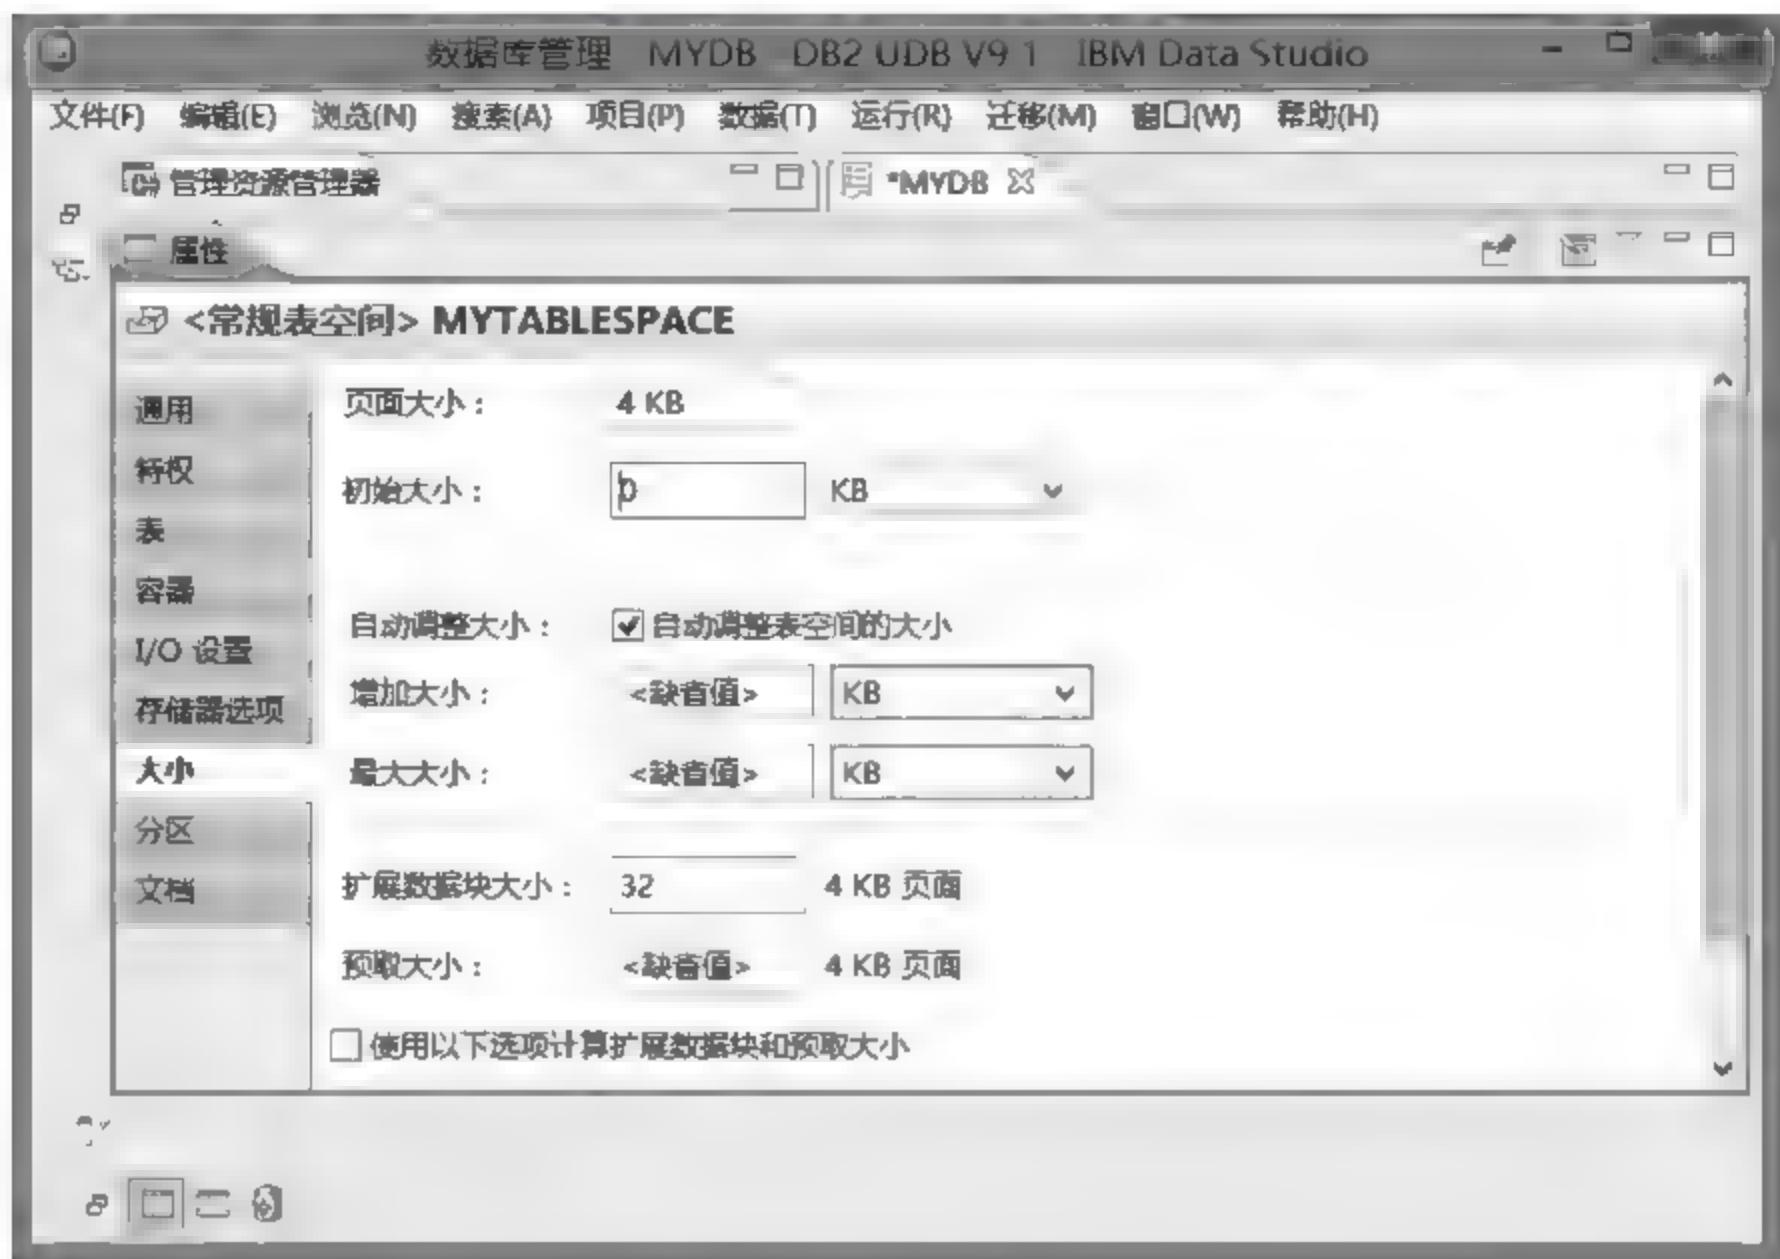 数据库管理 MYDB DB2 UDB V9 1 IBM Data Studio
文件(F) 编辑(E) 浏览(N) 搜索(A) 项目(P) 数据(T) 运行(R) 迁移(M) 窗口(W) 帮助(H)
管理资源管理器 *MYDB
属性
<常规表空间> MYTABLESPACE
通用
特权
表
容器
I/O 设置
存储器选项
大小
分区
文档
页面大小： 4 KB
初始大小： 0 KB
自动调整大小： 自动调整表空间的大小
增加大小： <缺省值> KB
最大大小： <缺省值> KB
扩展数据块大小： 32 4 KB 页面
预取大小： <缺省值> 4 KB 页面
使用以下选项计算扩展数据块和预取大小